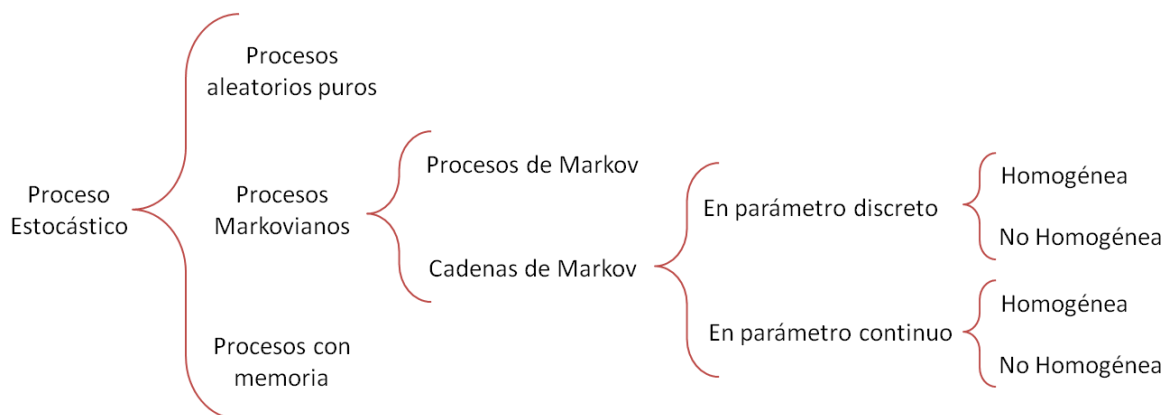 Proceso
Estocástico
Procesos
aleatorios puros
Procesos
Markovianos
Procesos con
memoria
Procesos de Markov
Cadenas de Markov
En parámetro discreto
En parámetro continuo
Homogénea
No Homogénea
Homogénea
No Homogénea